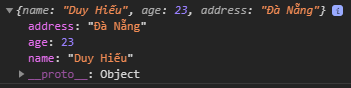 ▼ {name: "Duy Hiếu", age: 23, address: "Đà Nẵng"} i
address: "Đà Nẵng"
age: 23
name: "Duy Hiếu"
▶ __proto__: Object